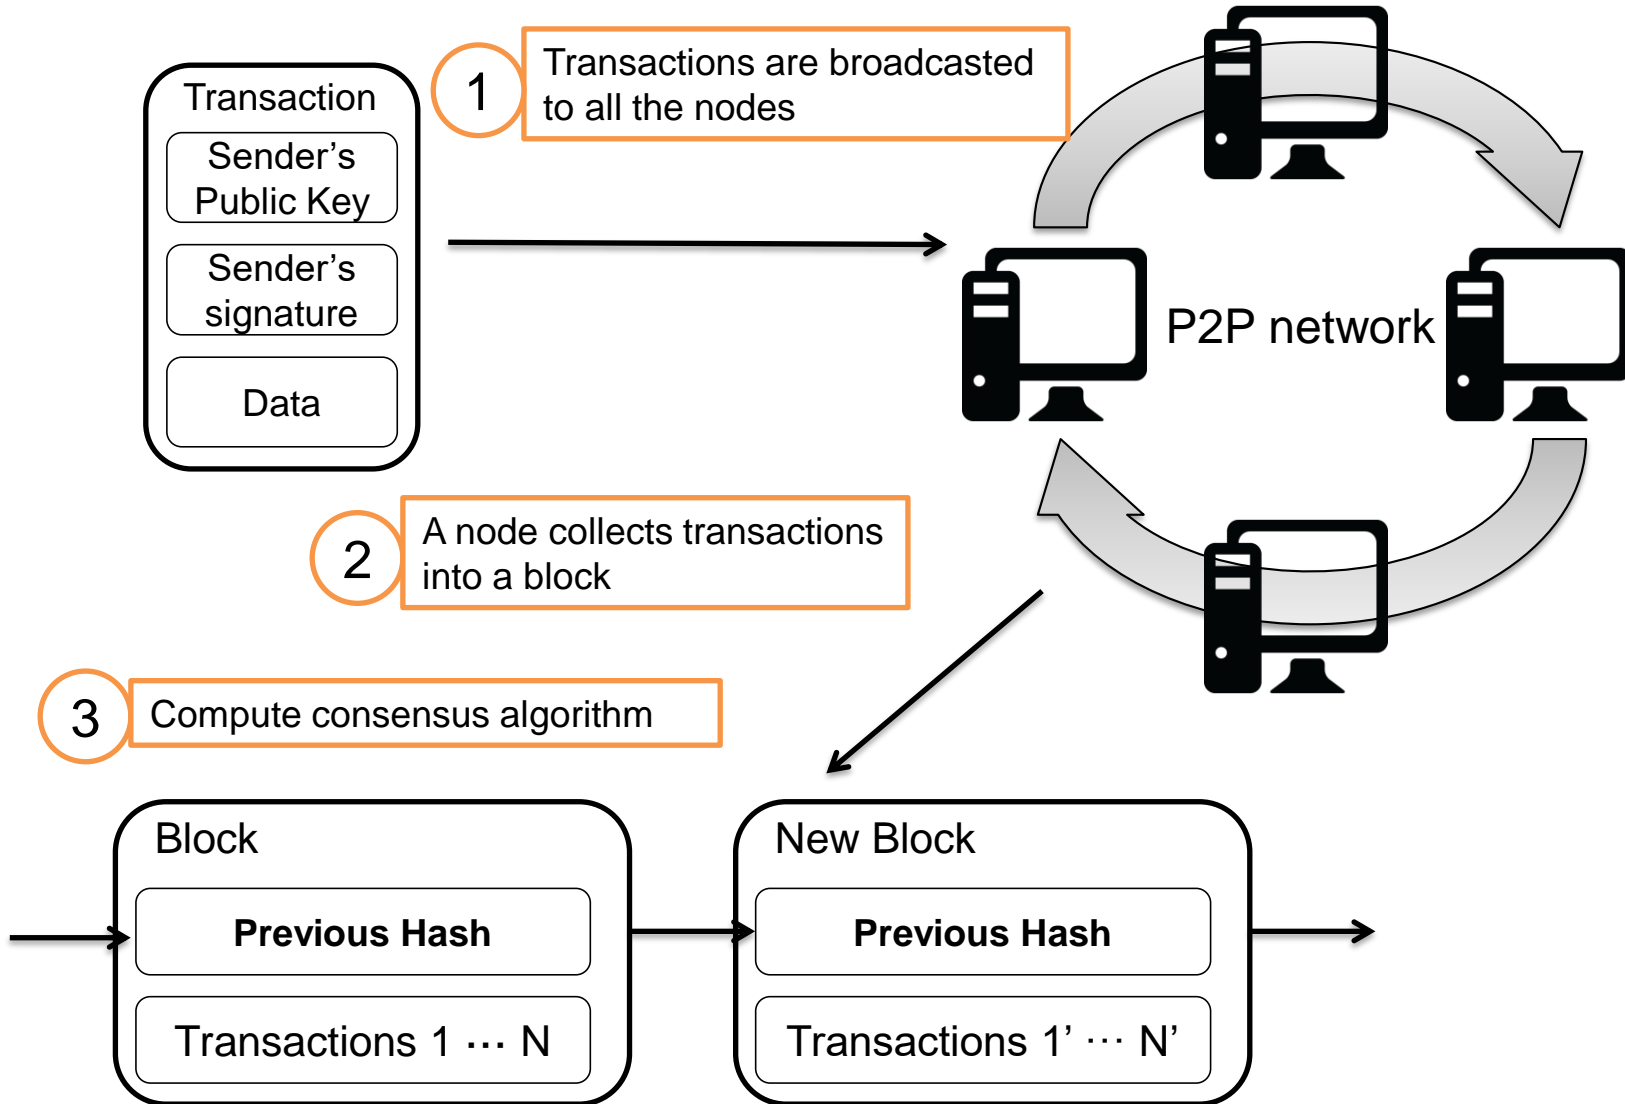 1
Transactions are broadcasted
to all the nodes
Transaction
Sender’s
Public Key
Sender’s
signature
Data
P2P network
2
A node collects transactions
into a block
3
Compute consensus algorithm
Block
Previous Hash
Transactions 1 ··· N
New Block
Previous Hash
Transactions 1’ ··· N’